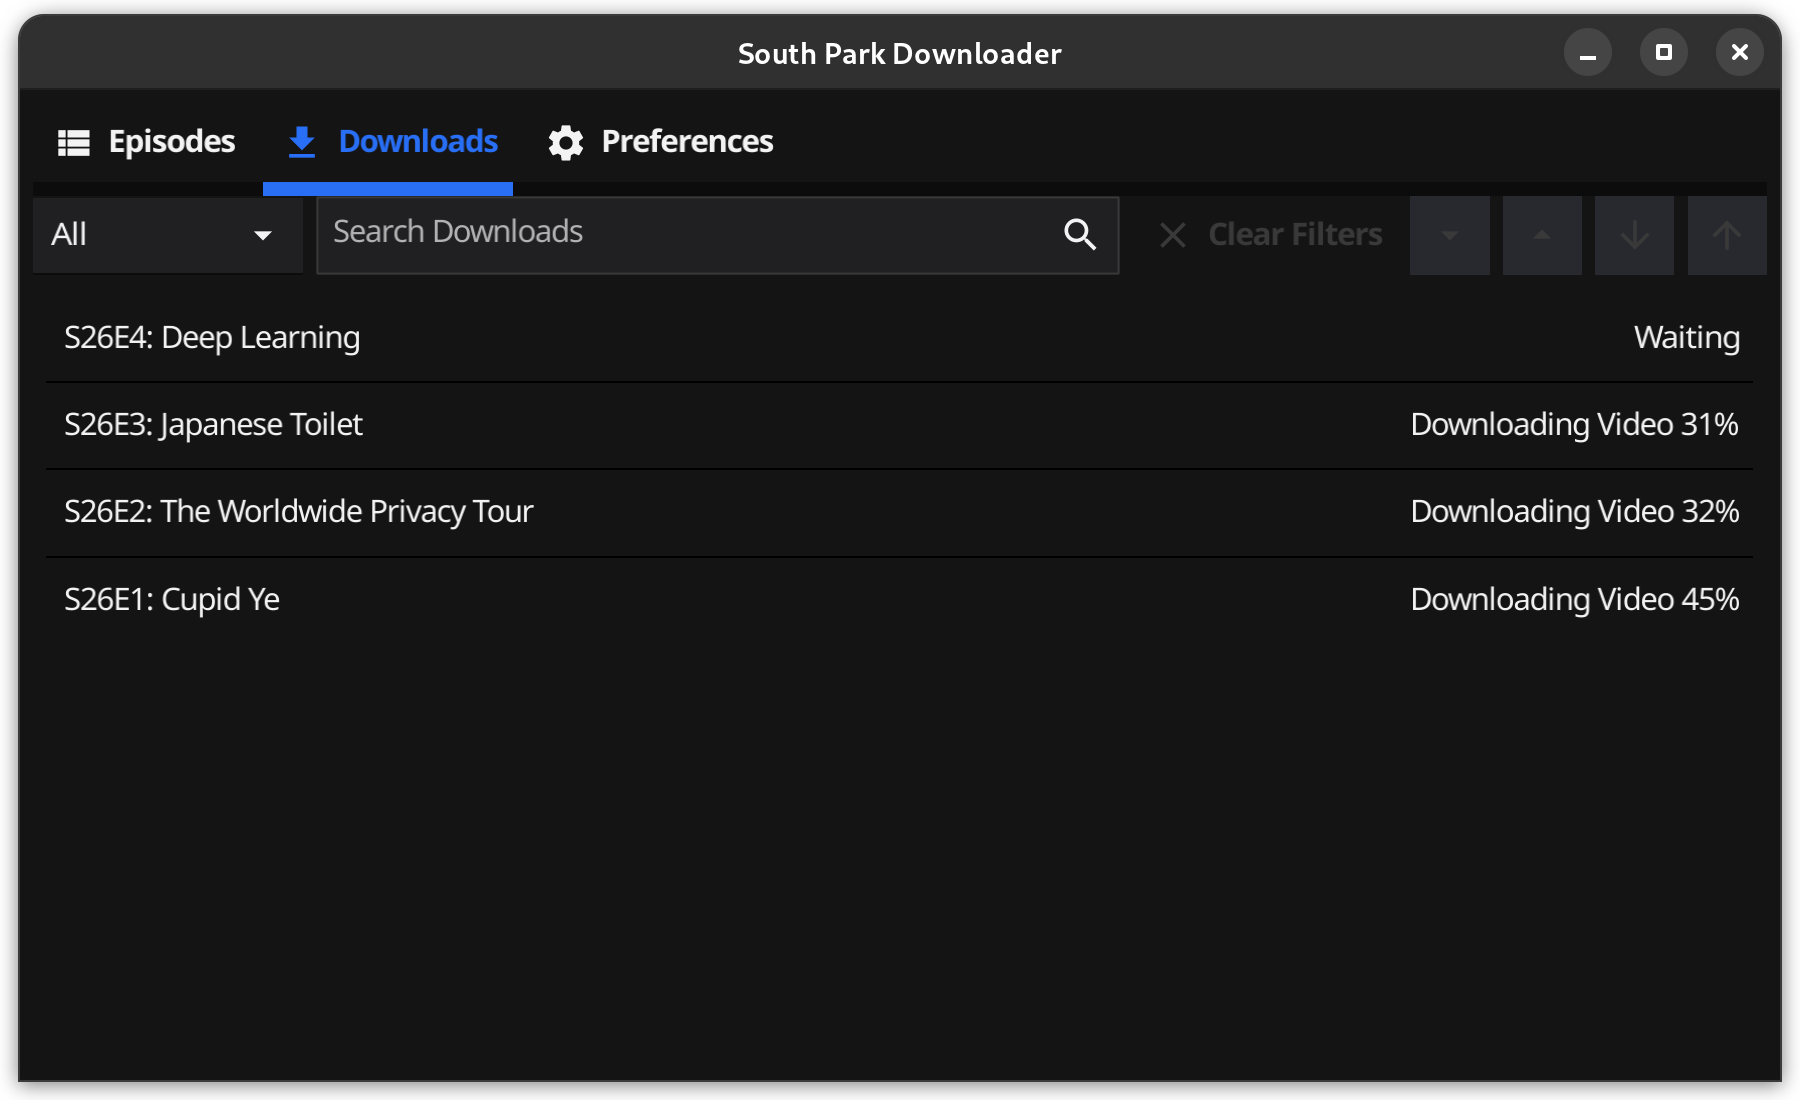 South Park Downloader
Episodes Downloads Preferences
All Search Downloads Clear Filters
S26E4: Deep Learning Waiting
S26E3: Japanese Toilet Downloading Video 31%
S26E2: The Worldwide Privacy Tour Downloading Video 32%
S26E1: Cupid Ye Downloading Video 45%